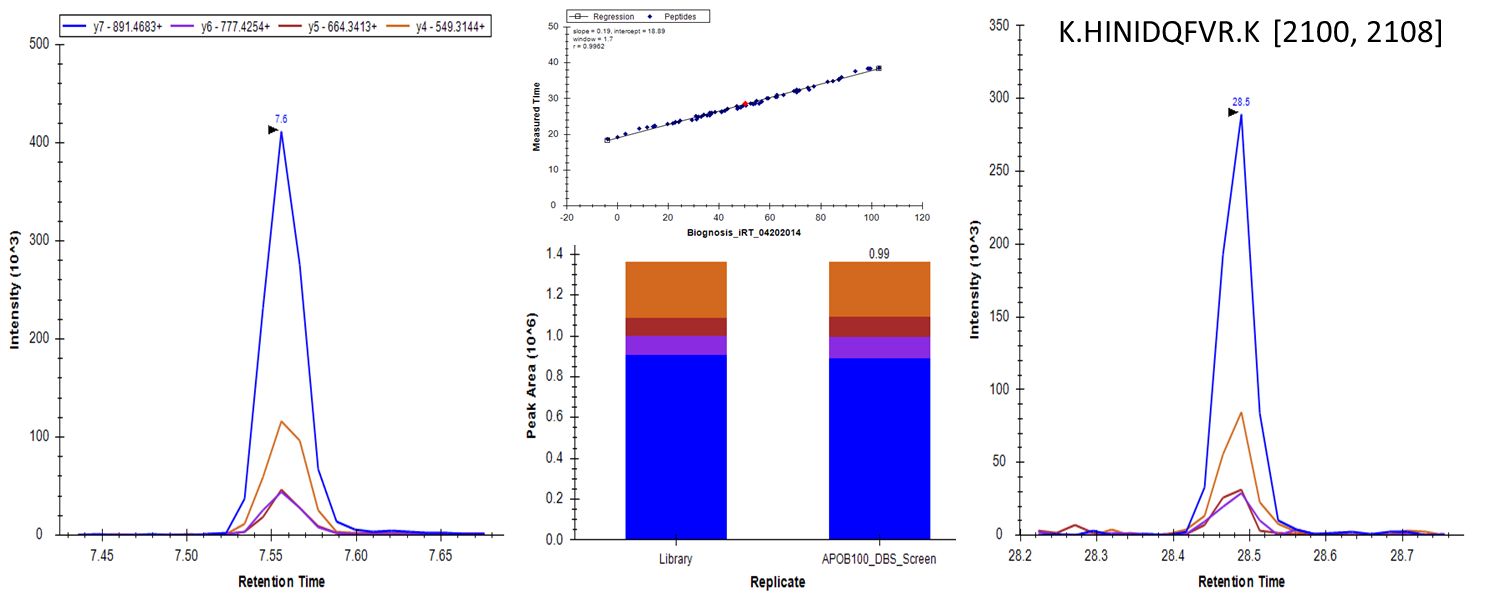 y7 - 891.4683+ y6 - 777.4254+ y5 - 664.3413+ y4 - 549.3144+
500
400
300
200
100
0
Intensity (10^3)
7.6
7.45 7.50 7.55 7.60 7.65
Retention Time
Regression Peptides
slope = 0.19, intercept = 18.89
window = 1.7
r = 0.9962
50
40
30
20
10
0
Measured Time
-20 0 20 40 60 80 100 120
Biognosis_iRT_04202014
1.4
1.2
1.0
0.8
0.6
0.4
0.2
0.0
Peak Area (10^6)
0.99
Library APOB100_DBS_Screen
Replicate
K.HINIDQFVR.K [2100, 2108]
350
300
250
200
150
100
50
0
Intensity (10^3)
28.5
28.2 28.3 28.4 28.5 28.6 28.7
Retention Time